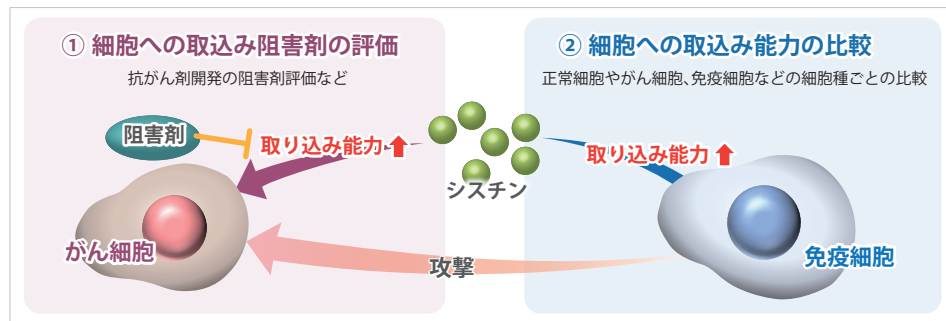 ① 細胞への取込み阻害剤の評価
抗がん剤開発の阻害剤評価など
② 細胞への取込み能力の比較
正常細胞やがん細胞、免疫細胞などの細胞種ごとの比較
阻害剤
取り込み能力
シスチン
取り込み能力
がん細胞
攻撃
免疫細胞